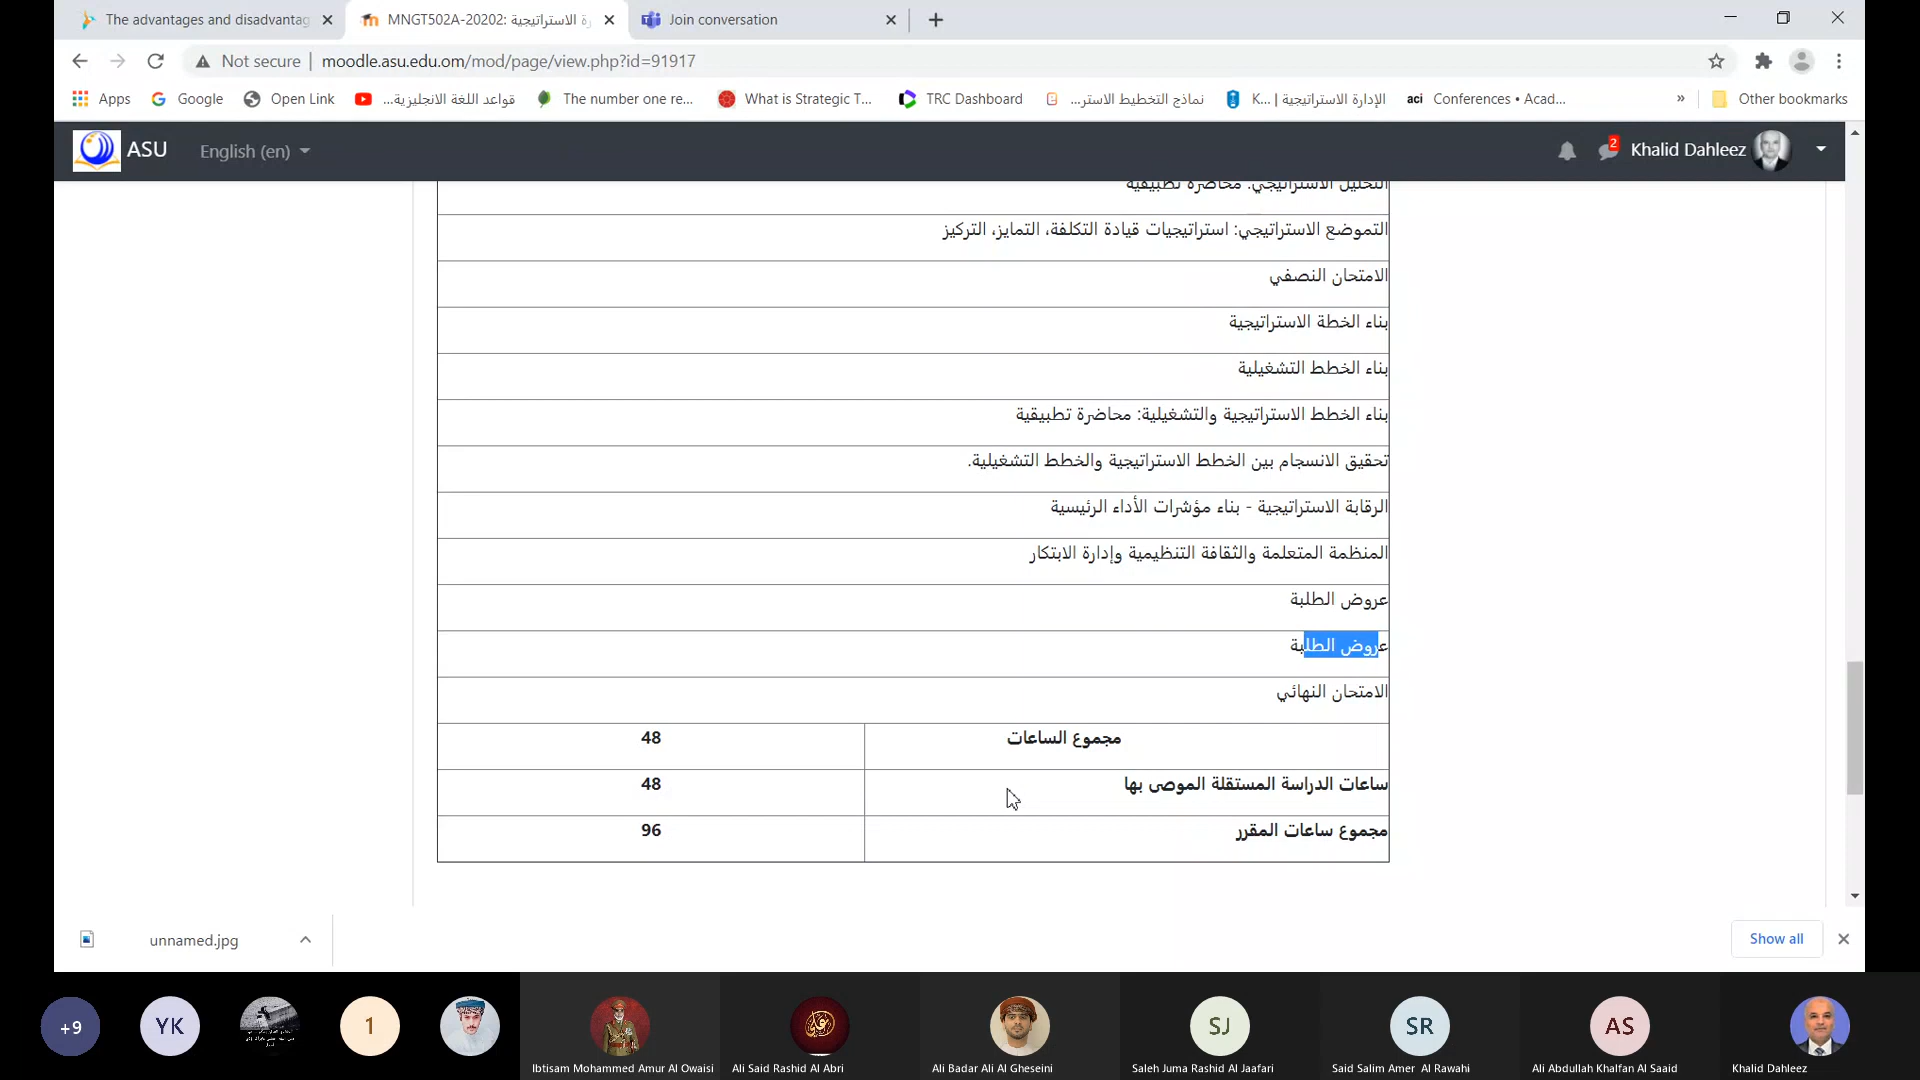 The advantages and disadvantag
MNGT502A-20202: رة الاستراتيجية
Join conversation
Not secure
moodle.asu.edu.om/mod/page/view.php?id=91917
Apps
Google
Open Link
قواعد اللغة الانجليزية...
The number one re...
What is Strategic T...
TRC Dashboard
نماذج التخطيط الاستر...
الإدارة الاستراتيجية | K...
aci Conferences • Acad...
»
Other bookmarks
ASU
English (en)
2
Khalid Dahleez
التحليل الاستراتيجي: محاضرة تطبيقية
التموضع الاستراتيجي: استراتيجيات قيادة التكلفة، التمايز، التركيز
الامتحان النصفي
بناء الخطة الاستراتيجية
بناء الخطط التشغيلية
بناء الخطط الاستراتيجية والتشغيلية: محاضرة تطبيقية
تحقيق الانسجام بين الخطط الاستراتيجية والخطط التشغيلية.
الرقابة الاستراتيجية - بناء مؤشرات الأداء الرئيسية
المنظمة المتعلمة والثقافة التنظيمية وإدارة الابتكار
عروض الطلبة
عروض الطلبة
الامتحان النهائي
مجموع الساعات 48
ساعات الدراسة المستقلة الموصى بها 48
مجموع ساعات المقرر 96
unnamed.jpg
Show all
+9
YK
1
SJ
SR
AS
Ibtisam Mohammed Amur Al Owaisi
Ali Said Rashid Al Abri
Ali Badar Ali Al Gheseini
Saleh Juma Rashid Al Jaafari
Said Salim Amer Al Rawahi
Ali Abdullah Khalfan Al Saaid
Khalid Dahleez